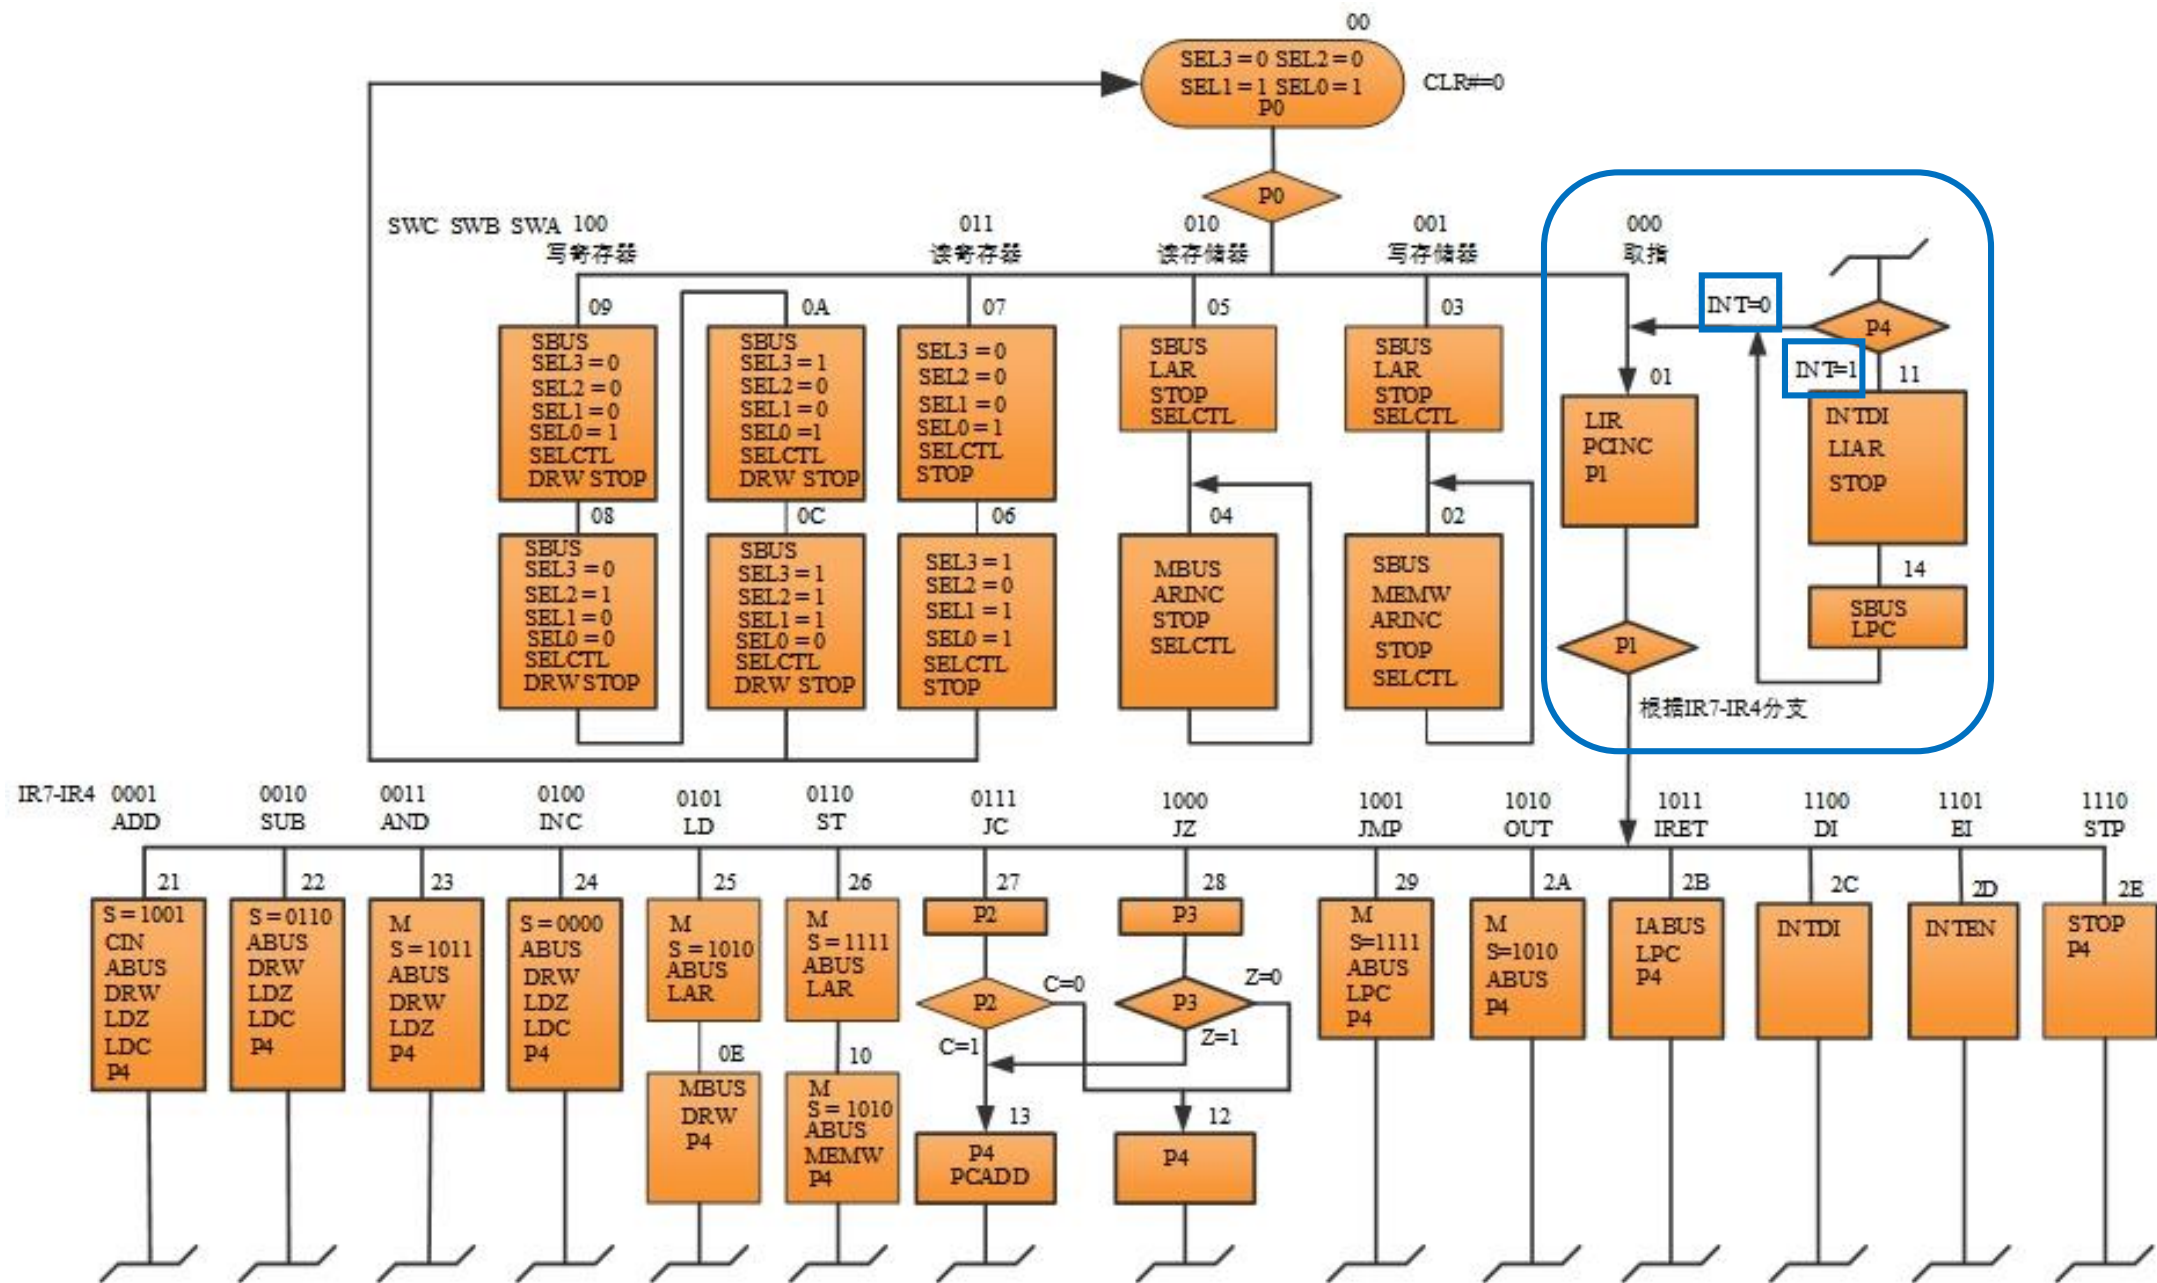 00
SEL3 = 0 SEL2 = 0
SEL1 = 1 SEL0 = 1
P0
CLR#=0
P0
SWC SWB SWA 100
写寄存器
011
读寄存器
010
读存储器
001
写存储器
000
取指
09
SBUS
SEL3 = 0
SEL2 = 0
SEL1 = 0
SEL0 = 1
SELCTL
DRW STOP
08
SBUS
SEL3 = 0
SEL2 = 1
SEL1 = 0
SEL0 = 0
SELCTL
DRW STOP
0A
SBUS
SEL3 = 1
SEL2 = 0
SEL1 = 0
SEL0 =1
SELCTL
DRW STOP
0C
SBUS
SEL3 = 1
SEL2 = 1
SEL1 = 1
SEL0 = 0
SELCTL
DRW STOP
07
SEL3 = 0
SEL2 = 0
SEL1 = 0
SEL0 = 1
SELCTL
STOP
06
SEL3 = 1
SEL2 = 0
SEL1 = 1
SEL0 = 1
SELCTL
STOP
05
SBUS
LAR
STOP
SELCTL
04
MBUS
ARINC
STOP
SELCTL
03
SBUS
LAR
STOP
SELCTL
02
SBUS
MEMW
ARINC
STOP
SELCTL
INT=0
P4
INT=1
01
LIR
PCINC
P1
P1
11
INTDI
LIAR
STOP
14
SBUS
LPC
根据IR7-IR4分支
IR7-IR4 0001
ADD
0010
SUB
0011
AND
0100
INC
0101
LD
0110
ST
0111
JC
1000
JZ
1001
JMP
1010
OUT
1011
IRET
1100
DI
1101
EI
1110
STP
21
S = 1001
CIN
ABUS
DRW
LDZ
LDC
P4
22
S = 0110
ABUS
DRW
LDZ
LDC
P4
23
M
S = 1011
ABUS
DRW
LDZ
P4
24
S = 0000
ABUS
DRW
LDZ
LDC
P4
25
M
S = 1010
ABUS
LAR
0E
MBUS
DRW
P4
26
M
S = 1111
ABUS
LAR
10
M
S = 1010
ABUS
MEMW
P4
27
P2
P2
C=0
C=1
13
P4
PCADD
28
P3
P3
Z=0
Z=1
12
P4
29
M
S=1111
ABUS
LPC
P4
2A
M
S=1010
ABUS
P4
2B
IABUS
LPC
P4
2C
INTDI
2D
INTEN
2E
STOP
P4